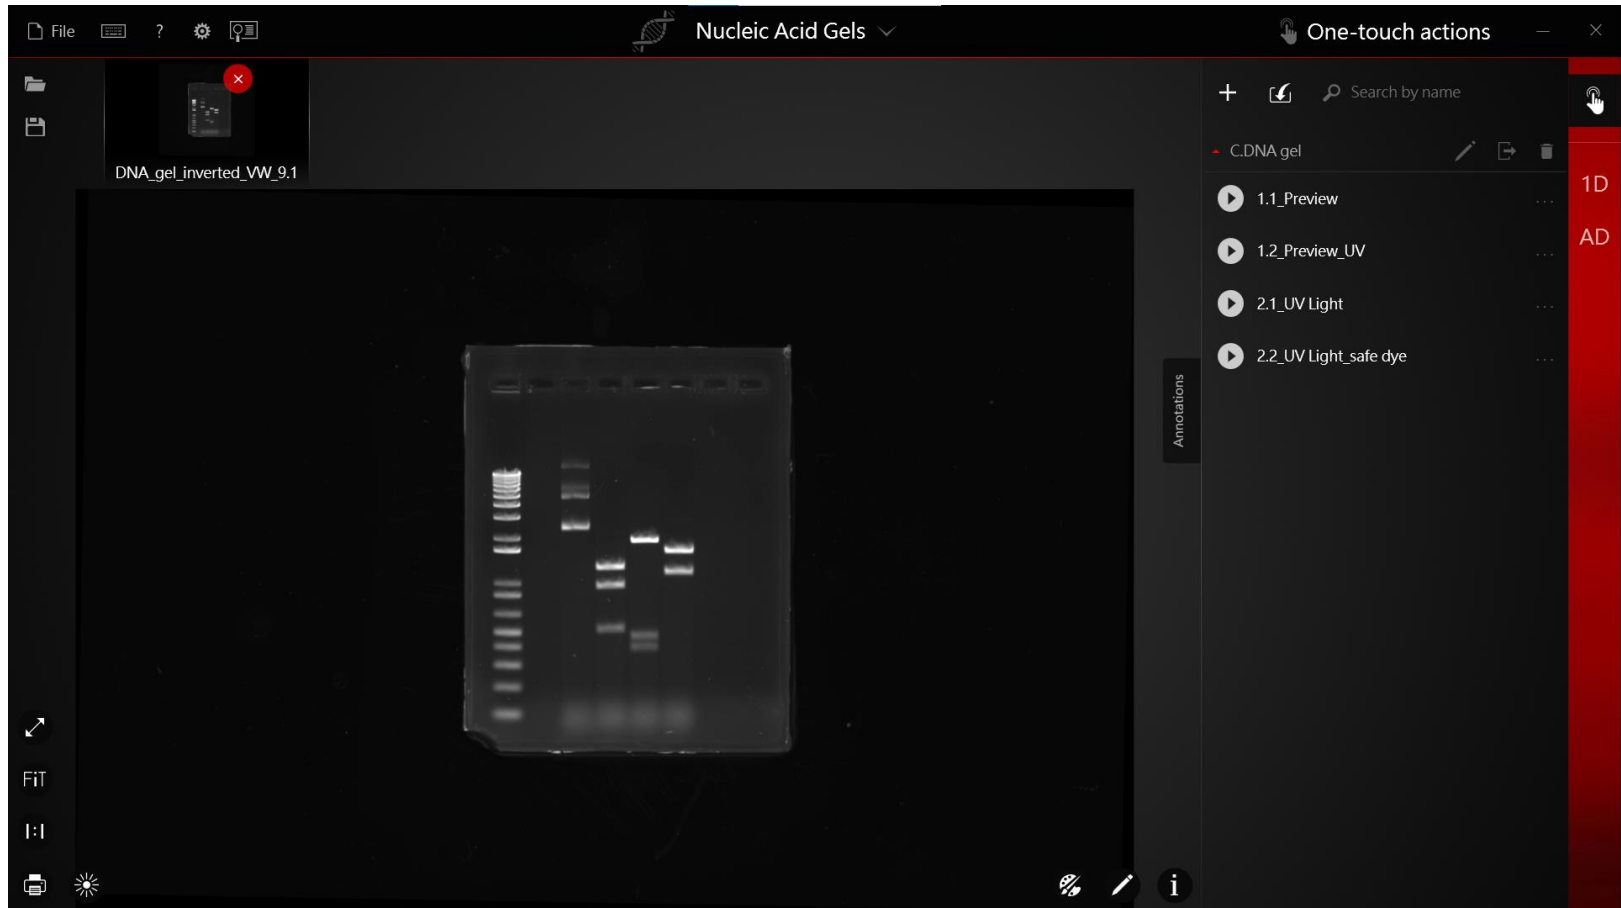 File ?
Nucleic Acid Gels
One-touch actions
DNA_gel_inverted_VW_9.1
Search by name
C.DNA gel
1.1_Preview
1.2_Preview_UV
2.1_UV Light
2.2_UV Light_safe dye
1D
AD
Annotations
FiT
1:1
i